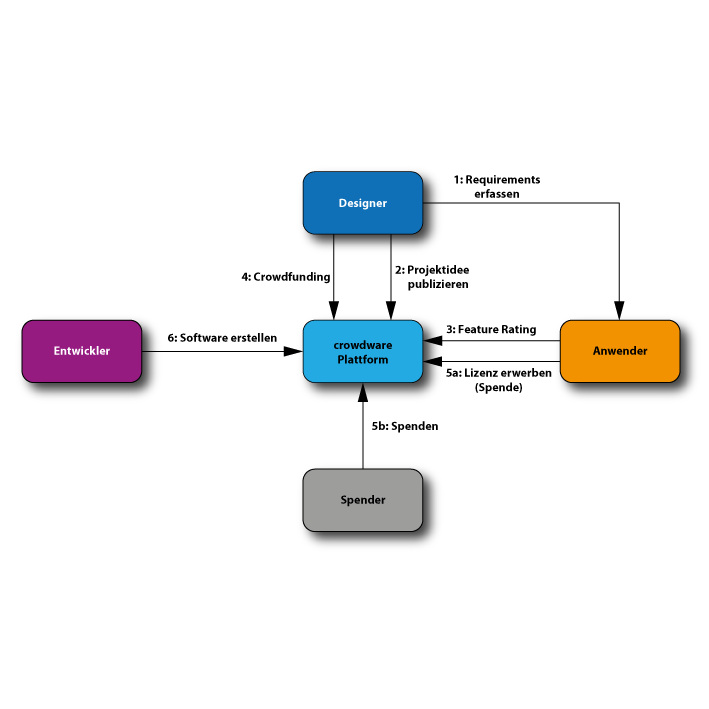 1: Requirements
erfassen
Designer
4: Crowdfunding
2: Projektidee
publizieren
6: Software erstellen
3: Feature Rating
Entwickler
crowdware
Plattform
Anwender
5a: Lizenz erwerben
(Spende)
5b: Spenden
Spender